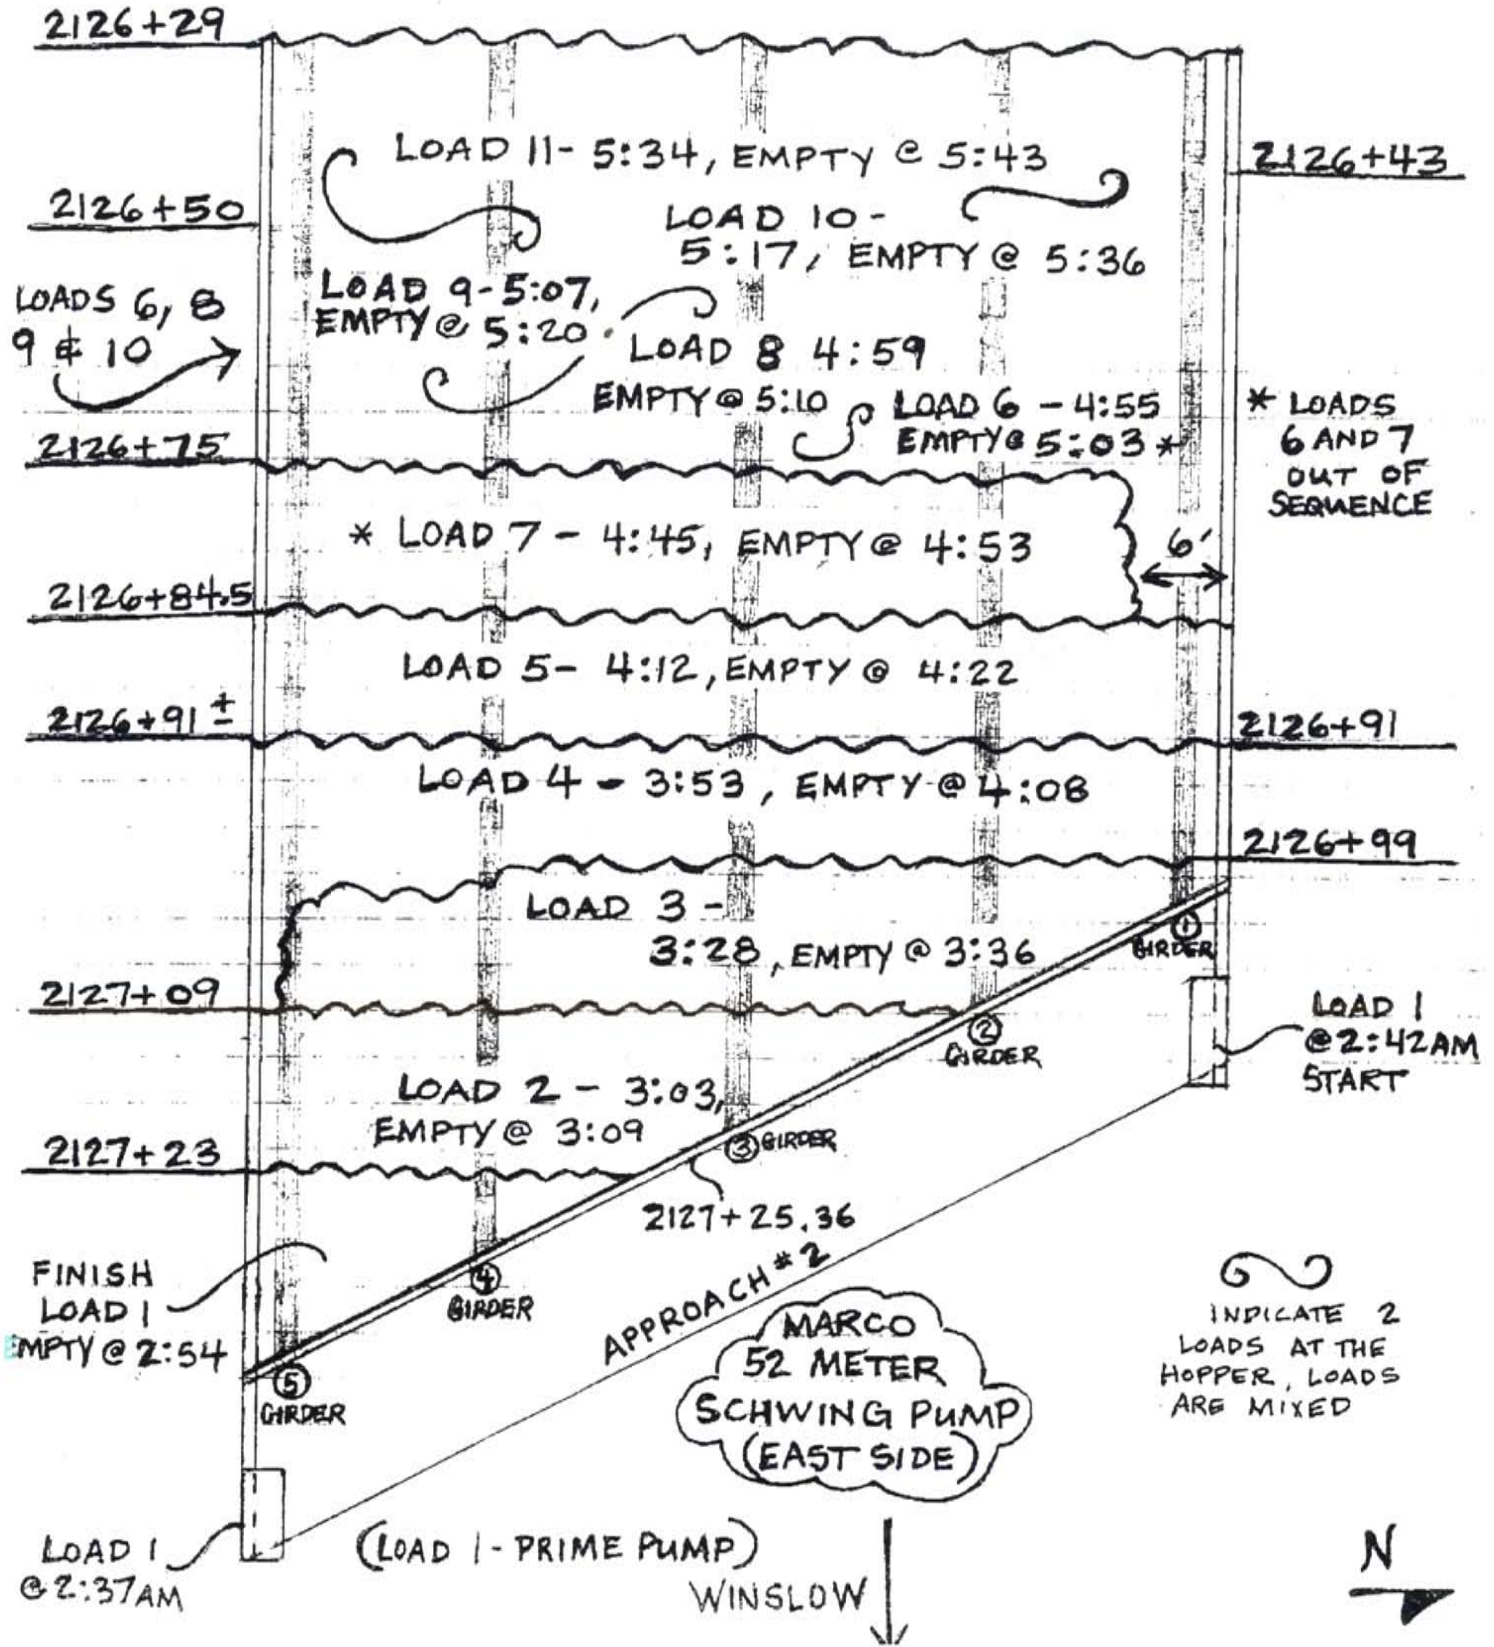 2126+29
LOAD 11- 5:34, EMPTY @ 5:43
2126+43
2126+50
LOAD 10-
5:17, EMPTY @ 5:36
LOADS 6, 8
9 & 10
LOAD 9-5:07,
EMPTY @ 5:20
LOAD 8 4:59
EMPTY @ 5:10
LOAD 6 - 4:55
EMPTY @ 5:03 *
* LOADS
6 AND 7
OUT OF
SEQUENCE
2126+75
* LOAD 7 - 4:45, EMPTY @ 4:53
6'
2126+84.5
LOAD 5- 4:12, EMPTY @ 4:22
2126+91 ±
2126+91
LOAD 4 - 3:53, EMPTY @ 4:08
2126+99
LOAD 3 -
3:28, EMPTY @ 3:36
1
GIRDER
2127+09
2
GIRDER
LOAD 1
@ 2:42AM
START
LOAD 2 - 3:03,
EMPTY @ 3:09
3 GIRDER
2127+23
2127+25.36
FINISH
LOAD 1
EMPTY @ 2:54
4
GIRDER
APPROACH #2
5
GIRDER
MARCO
52 METER
SCHWING PUMP
(EAST SIDE)
INDICATE 2
LOADS AT THE
HOPPER, LOADS
ARE MIXED
LOAD 1
@ 2:37AM
(LOAD 1 - PRIME PUMP)
WINSLOW
N